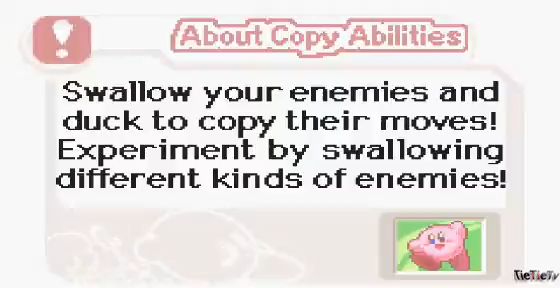 About Copy Abilities
Swallow your enemies and
duck to copy their moves!
Experiment by swallowing
different kinds of enemies!
TieTieTv